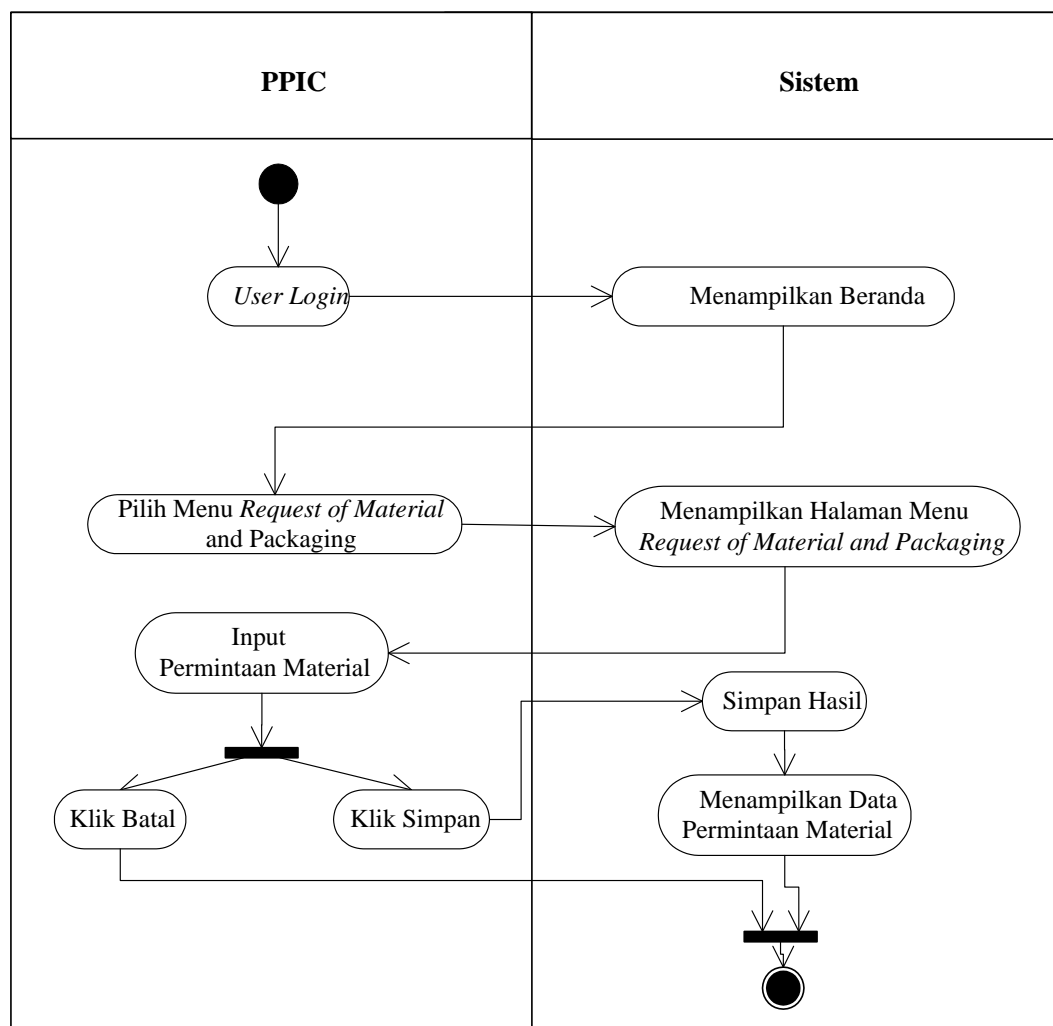 PPIC
Sistem
User Login
Menampilkan Beranda
Pilih Menu Request of Material
and Packaging
Menampilkan Halaman Menu
Request of Material and Packaging
Input
Permintaan Material
Simpan Hasil
Klik Batal
Klik Simpan
Menampilkan Data
Permintaan Material